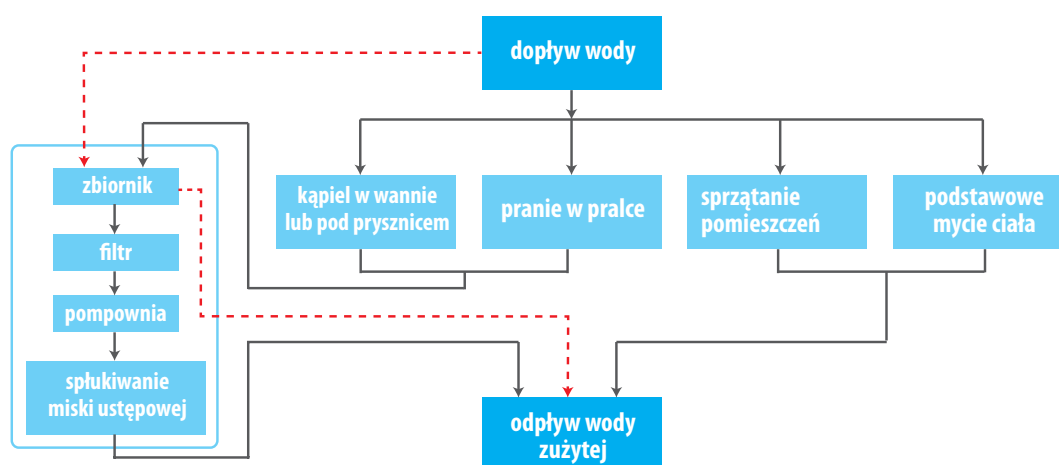 dopływ wody
zbiornik
filtr
pompownia
spłukiwanie
miski ustępowej
kąpiel w wannie
lub pod prysznicem
pranie w pralce
sprzątanie
pomieszczeń
podstawowe
mycie ciała
odpływ wody
zużytej